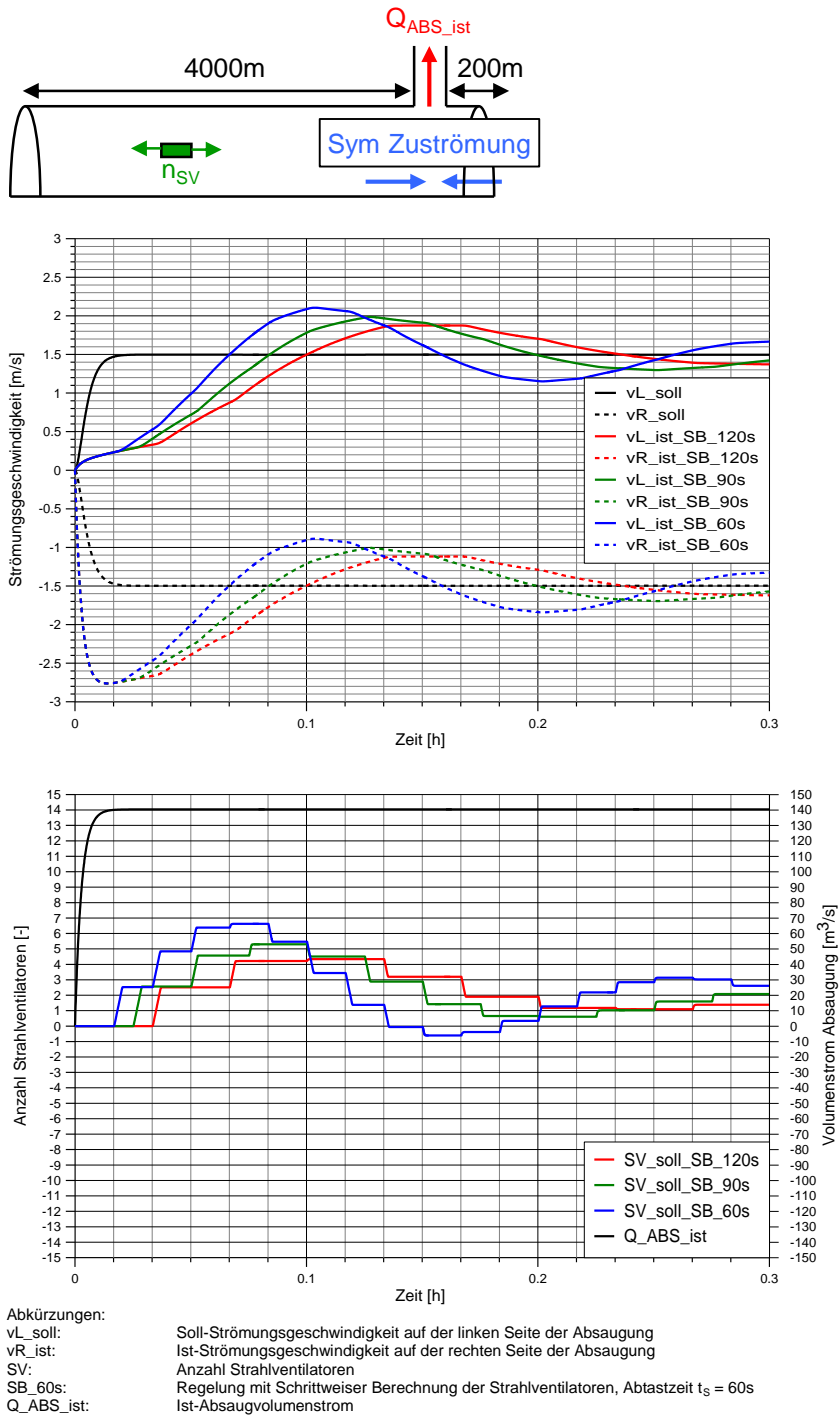 Q_ABS_ist
4000m
200m
Sym Zuströmung
n_SV
3
2.5
2
1.5
1
0.5
0
-0.5
-1
-1.5
-2
-2.5
-3
Strömungsgeschwindigkeit [m/s]
vL_soll
vR_soll
vL_ist_SB_120s
vR_ist_SB_120s
vL_ist_SB_90s
vR_ist_SB_90s
vL_ist_SB_60s
vR_ist_SB_60s
0 0.1 0.2 0.3
Zeit [h]
15 150
14 140
13 130
12 120
11 110
10 100
9 90
8 80
7 70
6 60
5 50
4 40
3 30
2 20
1 10
0 0
-1 -10
-2 -20
-3 -30
-4 -40
-5 -50
-6 -60
-7 -70
-8 -80
-9 -90
-10 -100
-11 -110
-12 -120
-13 -130
-14 -140
-15 -150
Anzahl Strahlventilatoren [-]
Volumenstrom Absaugung [m³/s]
SV_soll_SB_120s
SV_soll_SB_90s
SV_soll_SB_60s
Q_ABS_ist
0 0.1 0.2 0.3
Zeit [h]
Abkürzungen:
vL_soll: Soll-Strömungsgeschwindigkeit auf der linken Seite der Absaugung
vR_ist: Ist-Strömungsgeschwindigkeit auf der rechten Seite der Absaugung
SV: Anzahl Strahlventilatoren
SB_60s: Regelung mit Schrittweiser Berechnung der Strahlventilatoren, Abtastzeit t_S = 60s
Q_ABS_ist: Ist-Absaugvolumenstrom